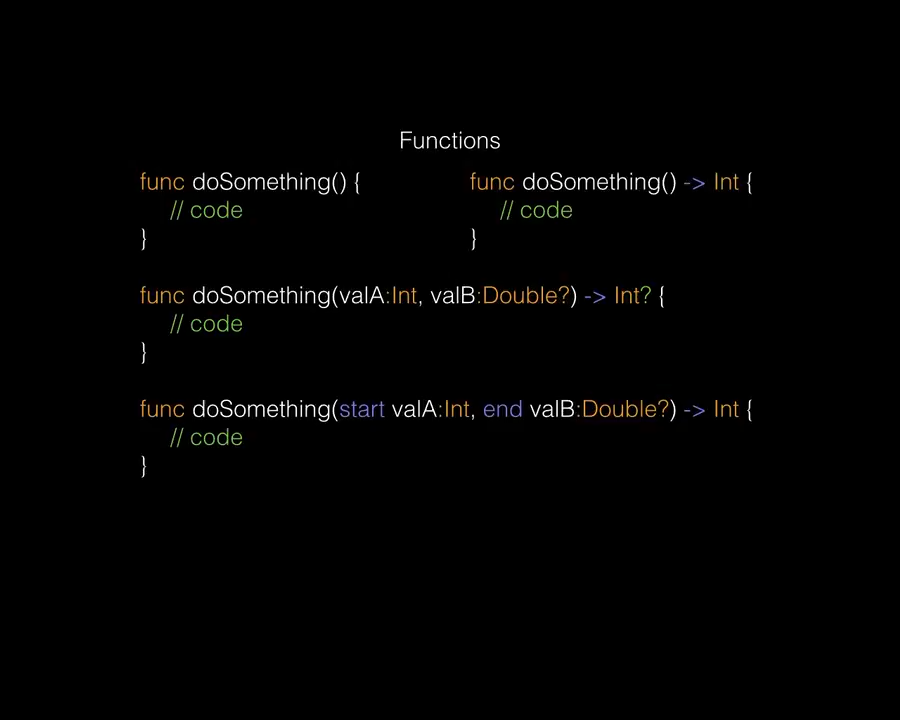 Functions
func doSomething() {
// code
}
func doSomething() -> Int {
// code
}
func doSomething(valA:Int, valB:Double?) -> Int? {
// code
}
func doSomething(start valA:Int, end valB:Double?) -> Int {
// code
}